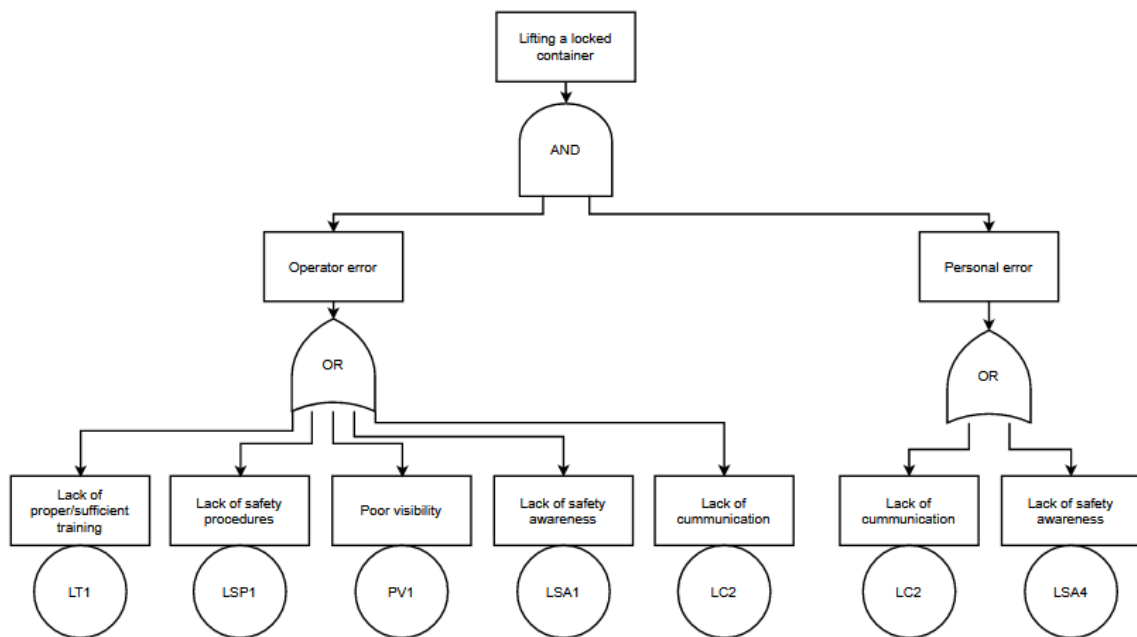 Lifting a locked
container
AND
Operator error
Personal error
OR
OR
Lack of
proper/sufficient
training
Lack of safety
procedures
Poor visibility
Lack of safety
awareness
Lack of
cummunication
Lack of
cummunication
Lack of safety
awareness
LT1
LSP1
PV1
LSA1
LC2
LC2
LSA4